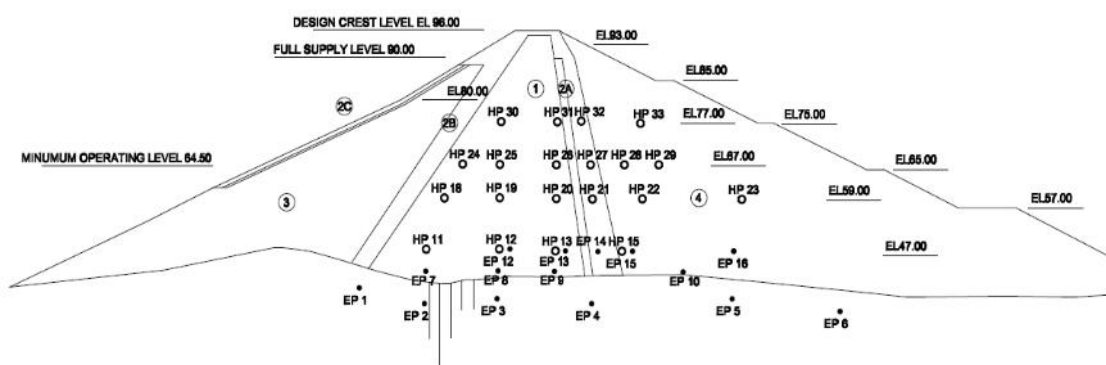 DESIGN CREST LEVEL EL 96.00
EL93.00
FULL SUPPLY LEVEL 90.00
EL85.00
1
2A
EL80.00
2C
HP 30
HP 31
HP 32
HP 33
EL77.00
EL75.00
2B
MINUMUM OPERATING LEVEL 64.50
HP 24
HP 25
HP 26
HP 27
HP 28
HP 29
EL67.00
EL65.00
HP 18
HP 19
HP 20
HP 21
HP 22
HP 23
EL59.00
EL57.00
3
4
HP 11
HP 12
HP 13
EP 14
HP 15
EL47.00
EP 12
EP 13
EP 15
EP 16
EP 7
EP 8
EP 9
EP 10
EP 1
EP 2
EP 3
EP 4
EP 5
EP 6